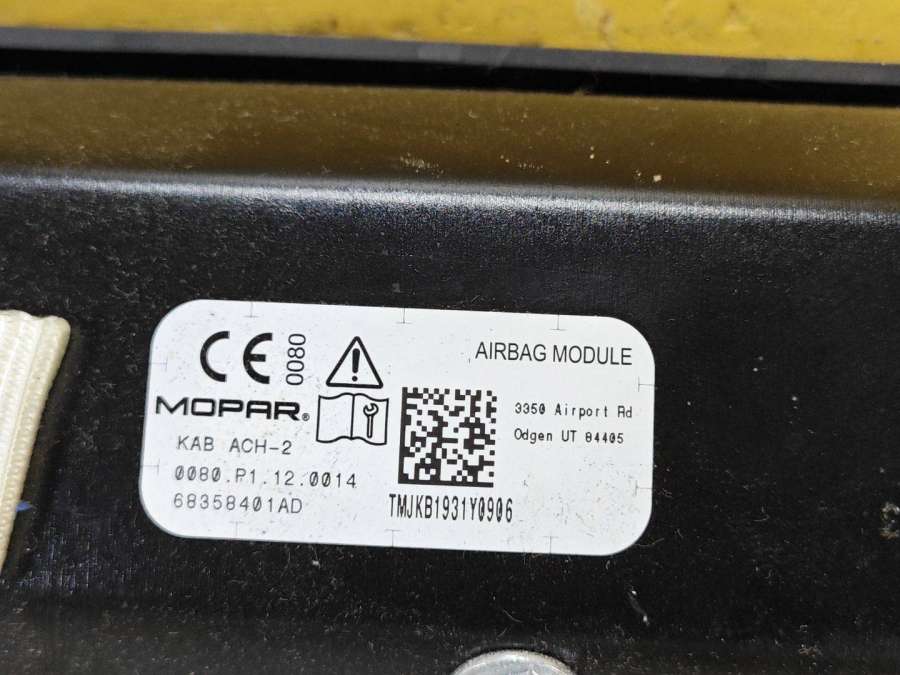 CE 0080
AIRBAG MODULE
MOPAR®
3350 Airport Rd
Odgen UT 84405
KAB ACH-2
0080.P1.12.0014
68358401AD
TMJKB1931Y0906